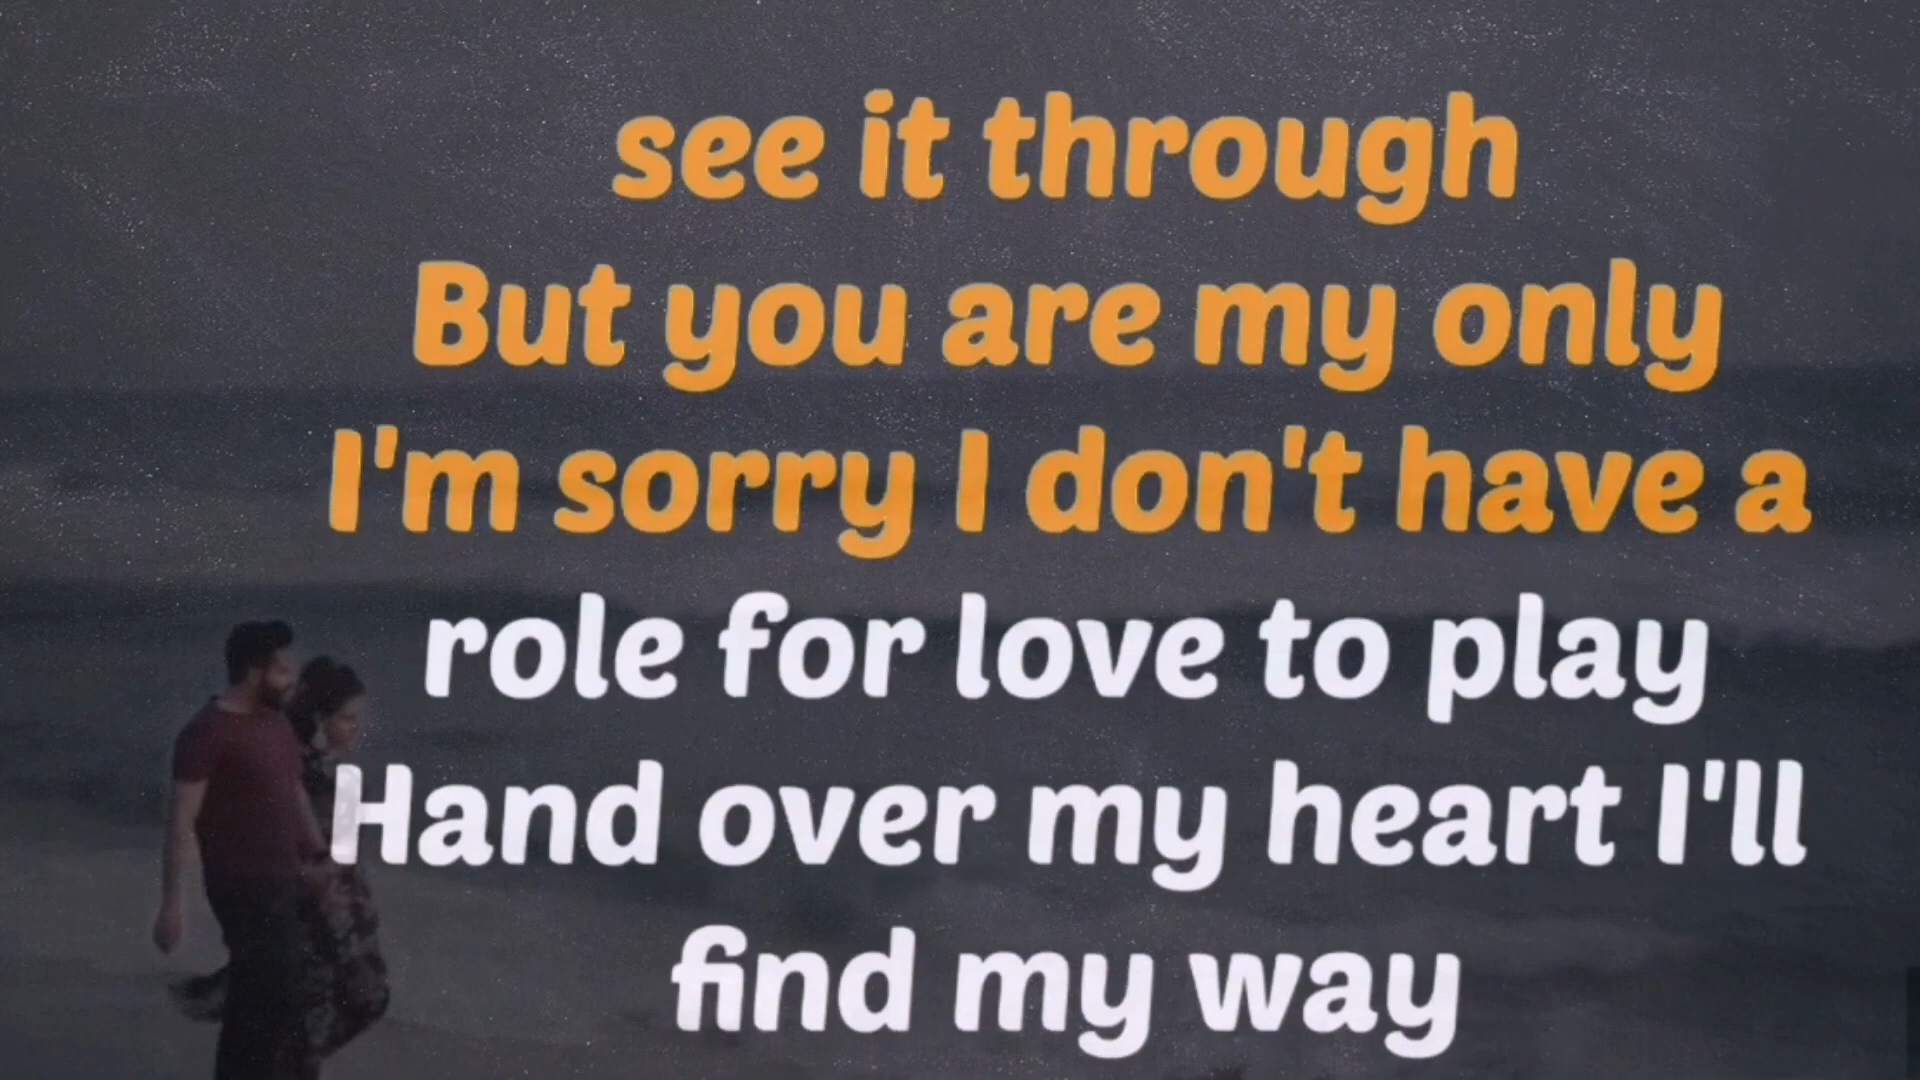 see it through
But you are my only
I'm sorry I don't have a
role for love to play
Hand over my heart I'll
find my way